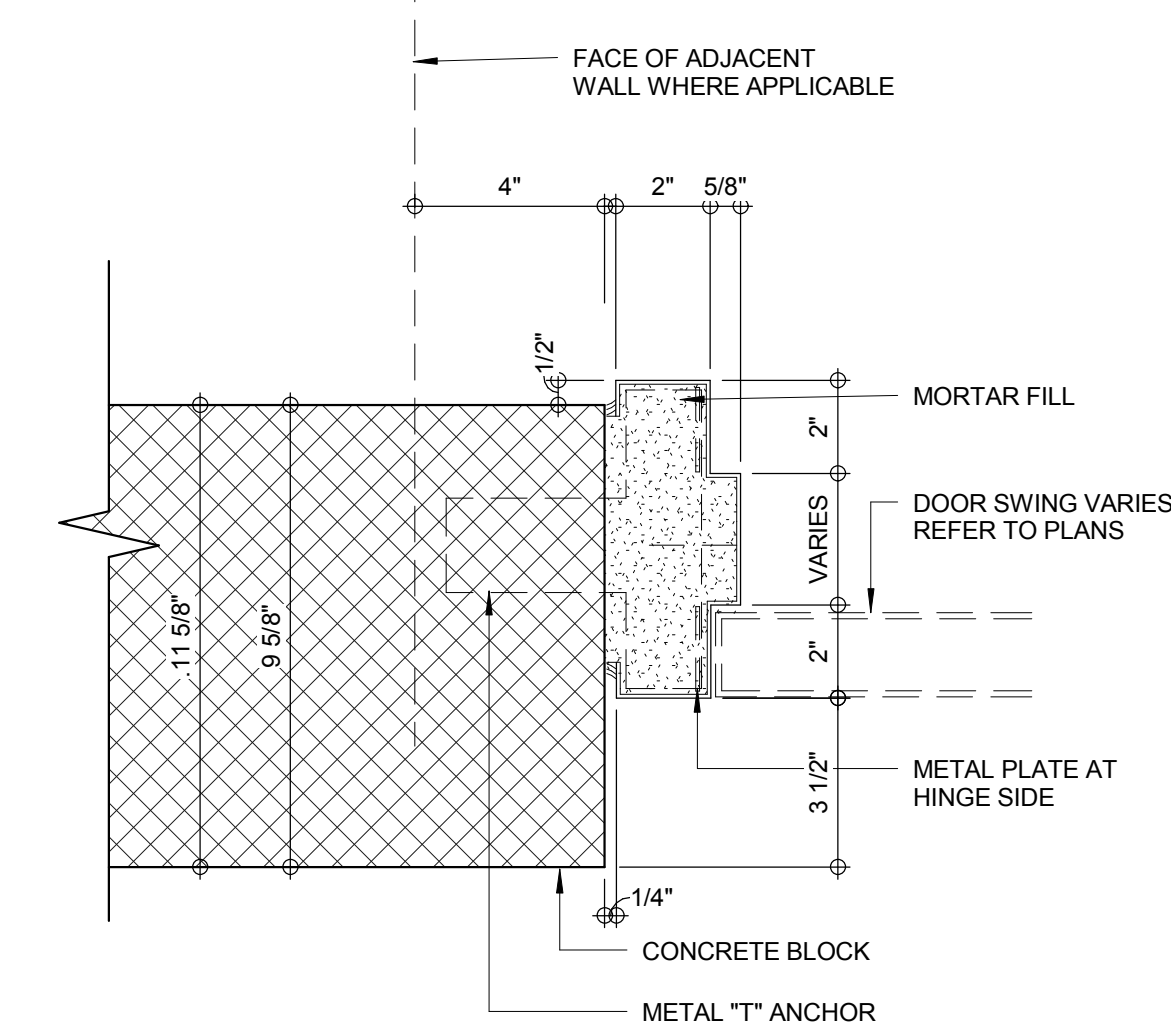 FACE OF ADJACENT
WALL WHERE APPLICABLE
4"
2"
5/8"
1/2"
MORTAR FILL
2"
DOOR SWING VARIES
REFER TO PLANS
VARIES
.11 5/8"
9 5/8"
2"
METAL PLATE AT
HINGE SIDE
3 1/2"
1/4"
CONCRETE BLOCK
METAL "T" ANCHOR